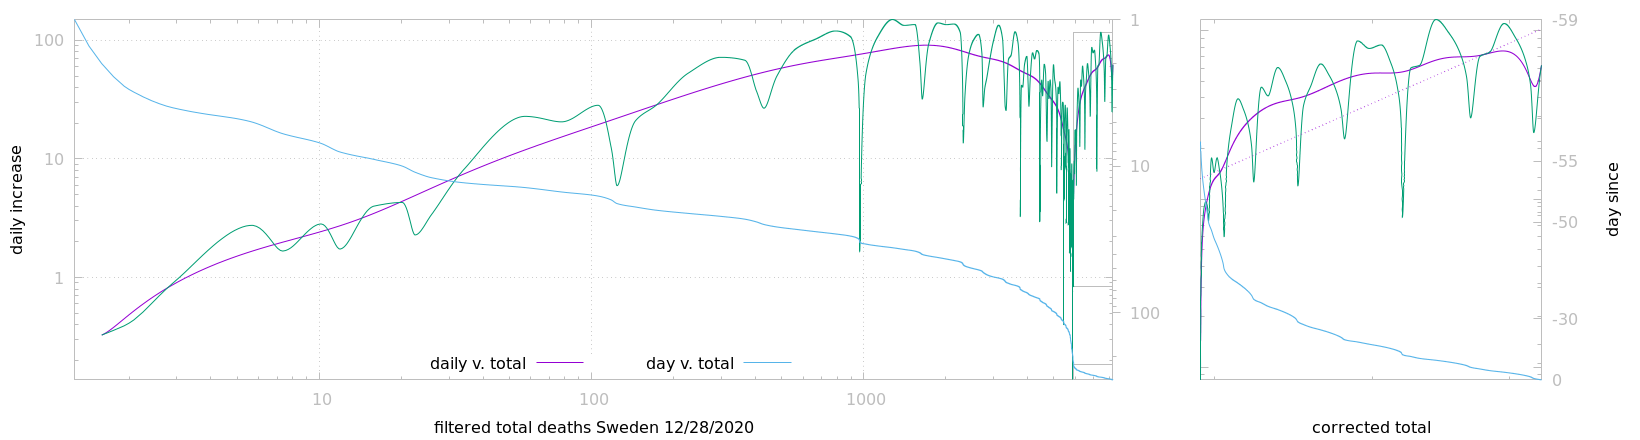 100
10
1
daily increase
10
100
1000
filtered total deaths Sweden 12/28/2020
daily v. total
day v. total
1
10
100
-59
-55
-50
-30
0
day since
corrected total